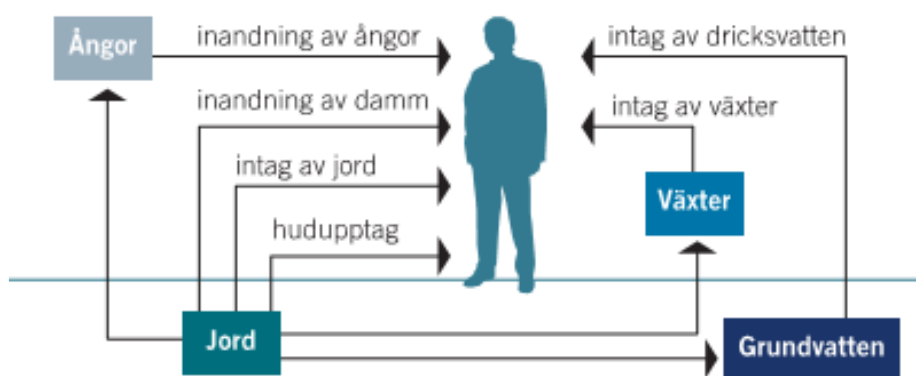 Ångor
inandning av ångor
intag av dricksvatten
inandning av damm
intag av växter
intag av jord
Växter
hudupptag
Jord
Grundvatten